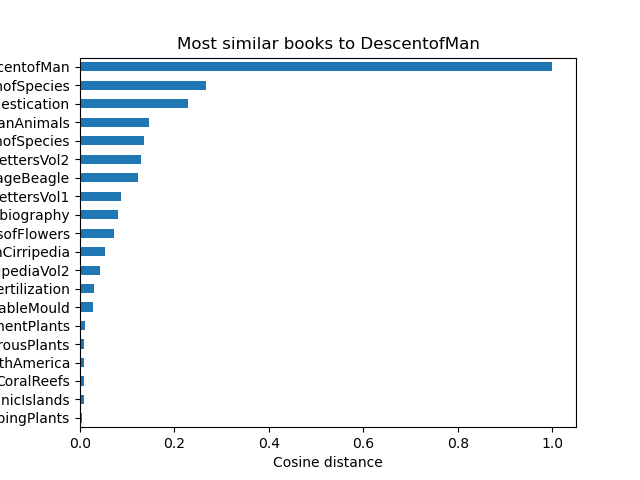 Most similar books to DescentofMan
centofMan
nofSpecies
estication
anAnimals
nofSpecies
ettersVol2
ageBeagle
ettersVol1
biography
sofFlowers
nCirripedia
pediaVol2
ertilization
ableMould
mentPlants
rousPlants
thAmerica
CoralReefs
nicIslands
bingPlants
0.0 0.2 0.4 0.6 0.8 1.0
Cosine distance